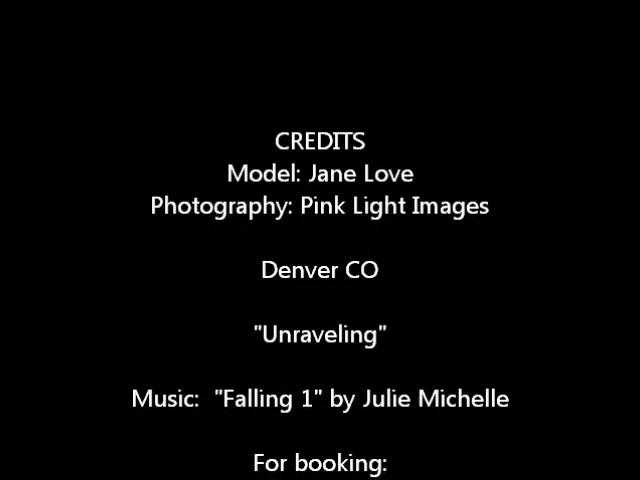 CREDITS
Model: Jane Love
Photography: Pink Light Images
Denver CO
"Unraveling"
Music:  "Falling 1" by Julie Michelle
For booking: